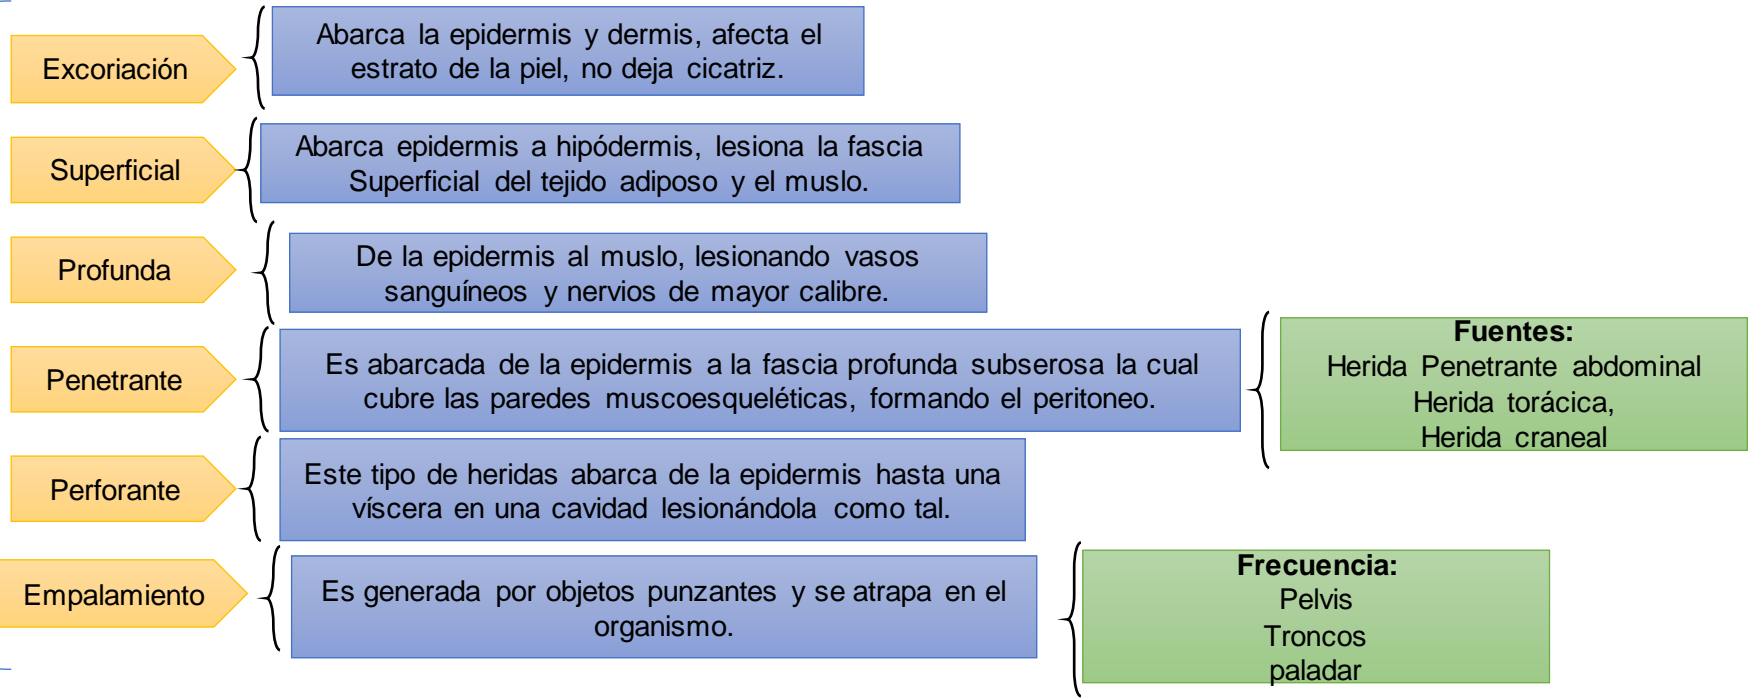 Excoriación
Abarca la epidermis y dermis, afecta el
estrato de la piel, no deja cicatriz.
Superficial
Abarca epidermis a hipódermis, lesiona la fascia
Superficial del tejido adiposo y el muslo.
Profunda
De la epidermis al muslo, lesionando vasos
sanguíneos y nervios de mayor calibre.
Penetrante
Es abarcada de la epidermis a la fascia profunda subserosa la cual
cubre las paredes muscoesqueléticas, formando el peritoneo.
Fuentes:
Herida Penetrante abdominal
Herida torácica,
Herida craneal
Perforante
Este tipo de heridas abarca de la epidermis hasta una
víscera en una cavidad lesionándola como tal.
Empalamiento
Es generada por objetos punzantes y se atrapa en el
organismo.
Frecuencia:
Pelvis
Troncos
paladar